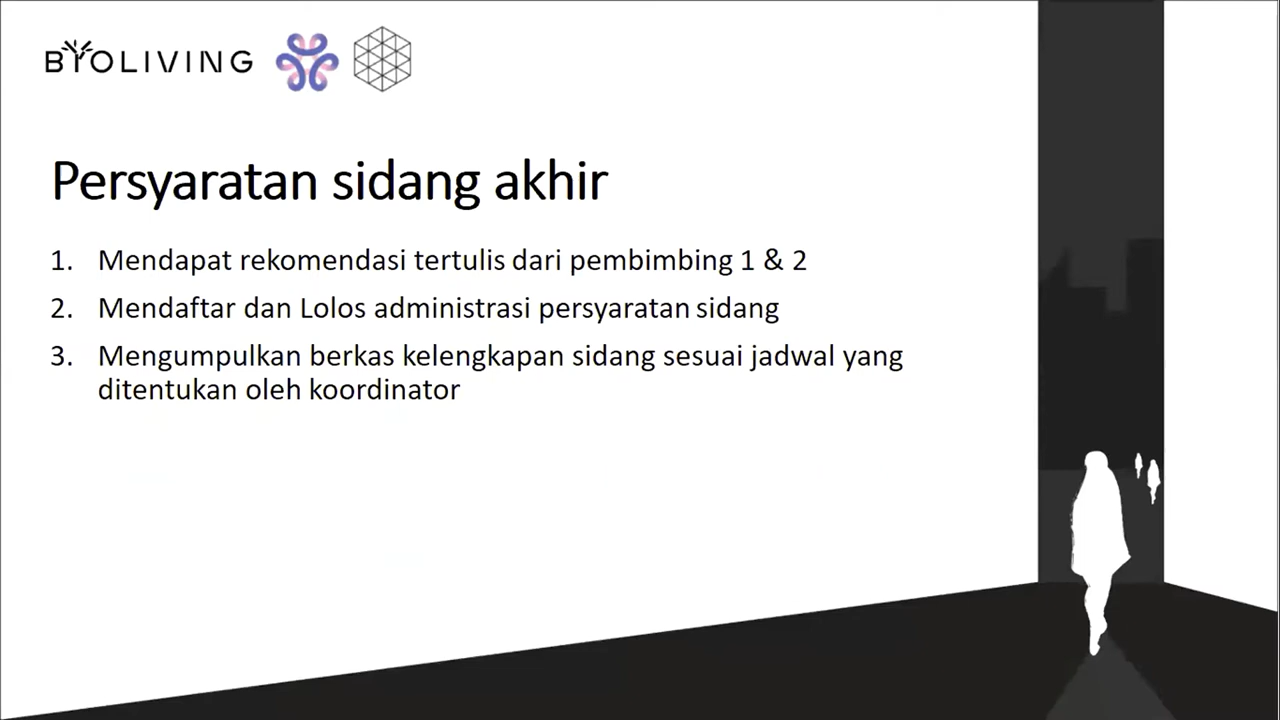 BYOLIVING
Persyaratan sidang akhir
1. Mendapat rekomendasi tertulis dari pembimbing 1 & 2
2. Mendaftar dan Lolos administrasi persyaratan sidang
3. Mengumpulkan berkas kelengkapan sidang sesuai jadwal yang
ditentukan oleh koordinator